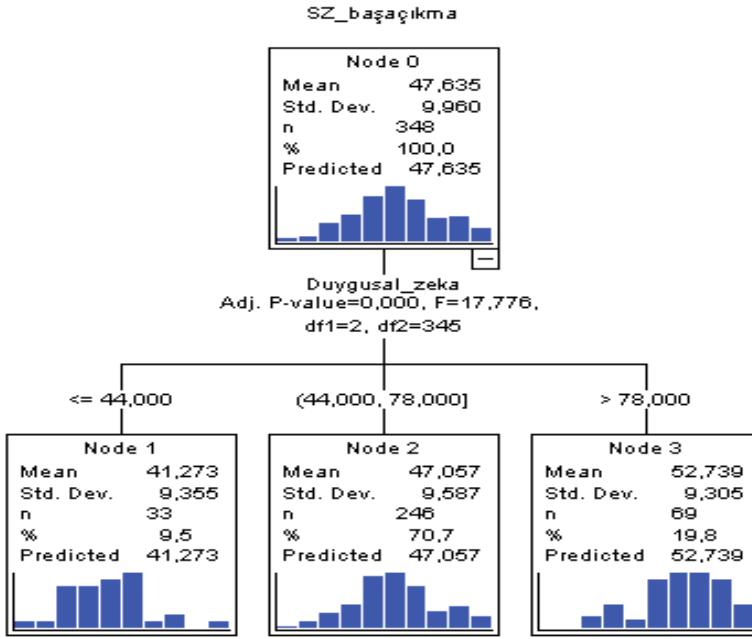 SZ_başaçıkma
Node 0
Mean 47,635
Std. Dev. 9,960
n 348
% 100,0
Predicted 47,635
Duygusal_zeka
Adj. P-value=0,000, F=17,776,
df1=2, df2=345
<= 44,000
(44,000, 78,000]
> 78,000
Node 1
Mean 41,273
Std. Dev. 9,355
n 33
% 9,5
Predicted 41,273
Node 2
Mean 47,057
Std. Dev. 9,587
n 246
% 70,7
Predicted 47,057
Node 3
Mean 52,739
Std. Dev. 9,305
n 69
% 19,8
Predicted 52,739